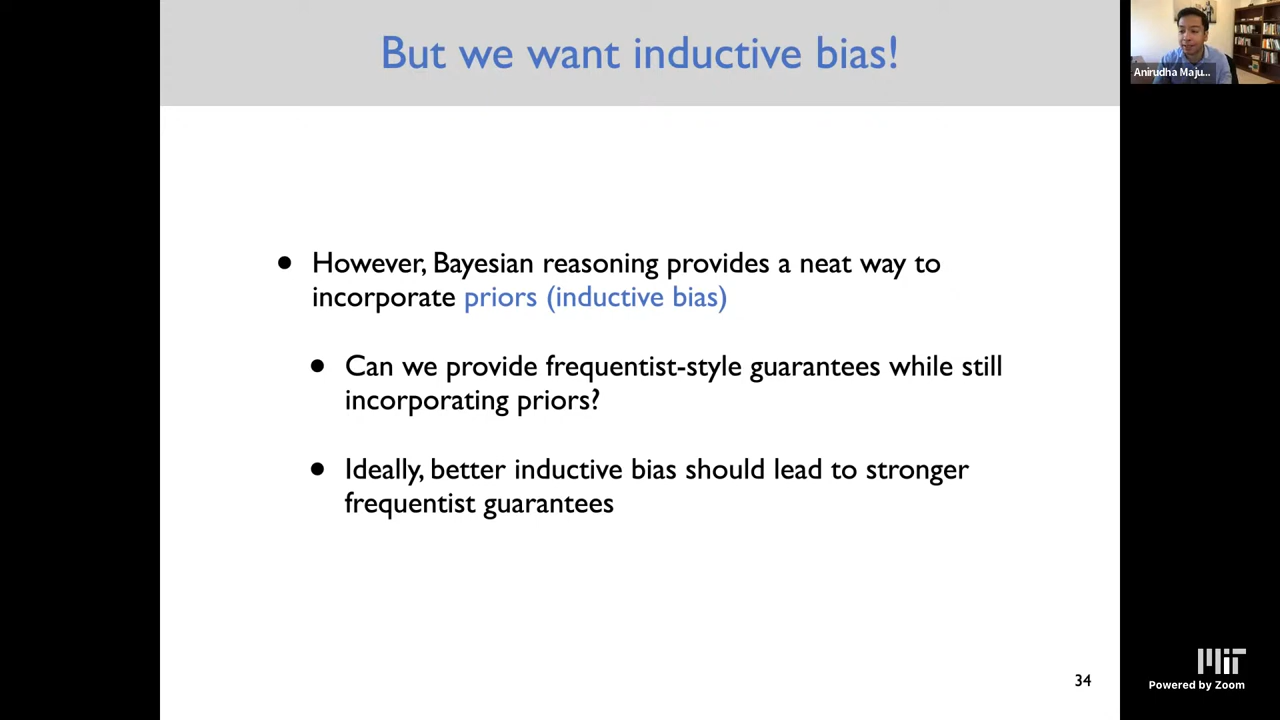 But we want inductive bias!
Anirudha Maju...
• However, Bayesian reasoning provides a neat way to
incorporate priors (inductive bias)
• Can we provide frequentist-style guarantees while still
incorporating priors?
• Ideally, better inductive bias should lead to stronger
frequentist guarantees
34
MIT
Powered by Zoom